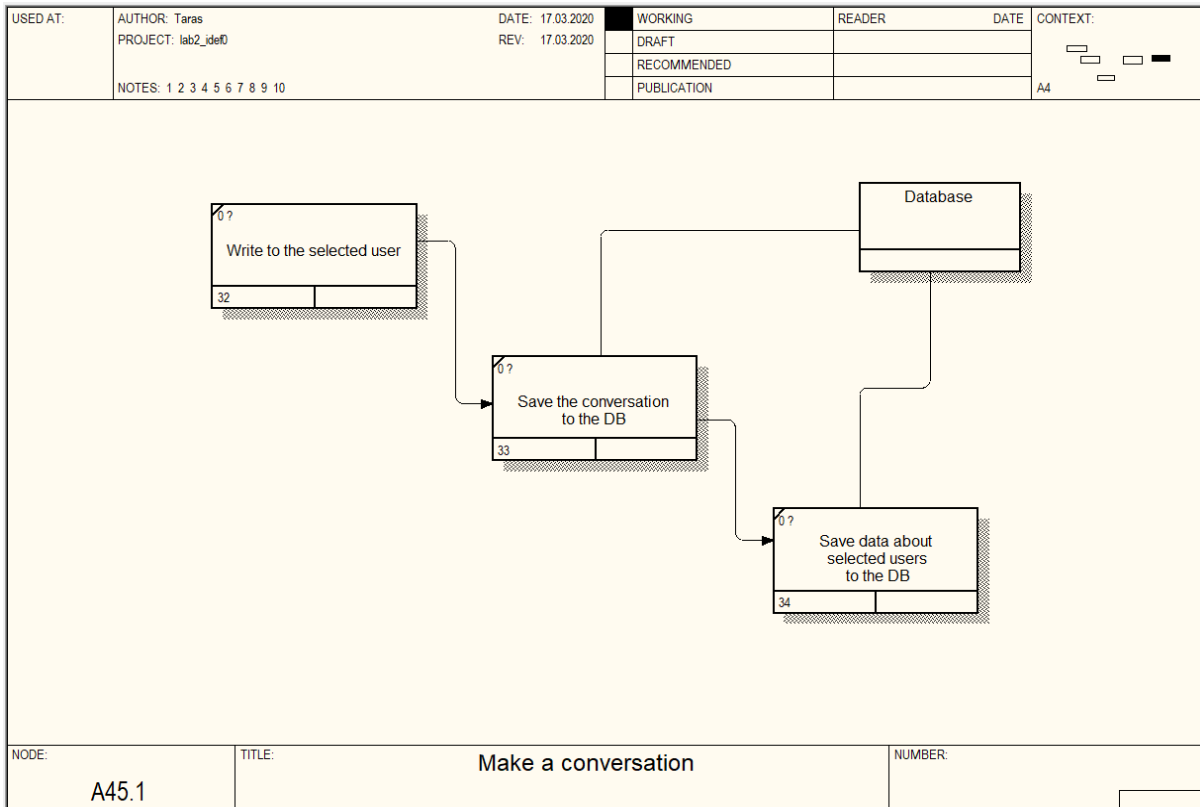 USED AT:
AUTHOR: Taras
DATE: 17.03.2020
WORKING
READER
DATE
CONTEXT:
PROJECT: lab2_idef0
REV: 17.03.2020
DRAFT
RECOMMENDED
NOTES: 1 2 3 4 5 6 7 8 9 10
PUBLICATION
A4
0 ?
Write to the selected user
32
Database
0 ?
Save the conversation
to the DB
33
0 ?
Save data about
selected users
to the DB
34
NODE:
A45.1
TITLE:
Make a conversation
NUMBER: